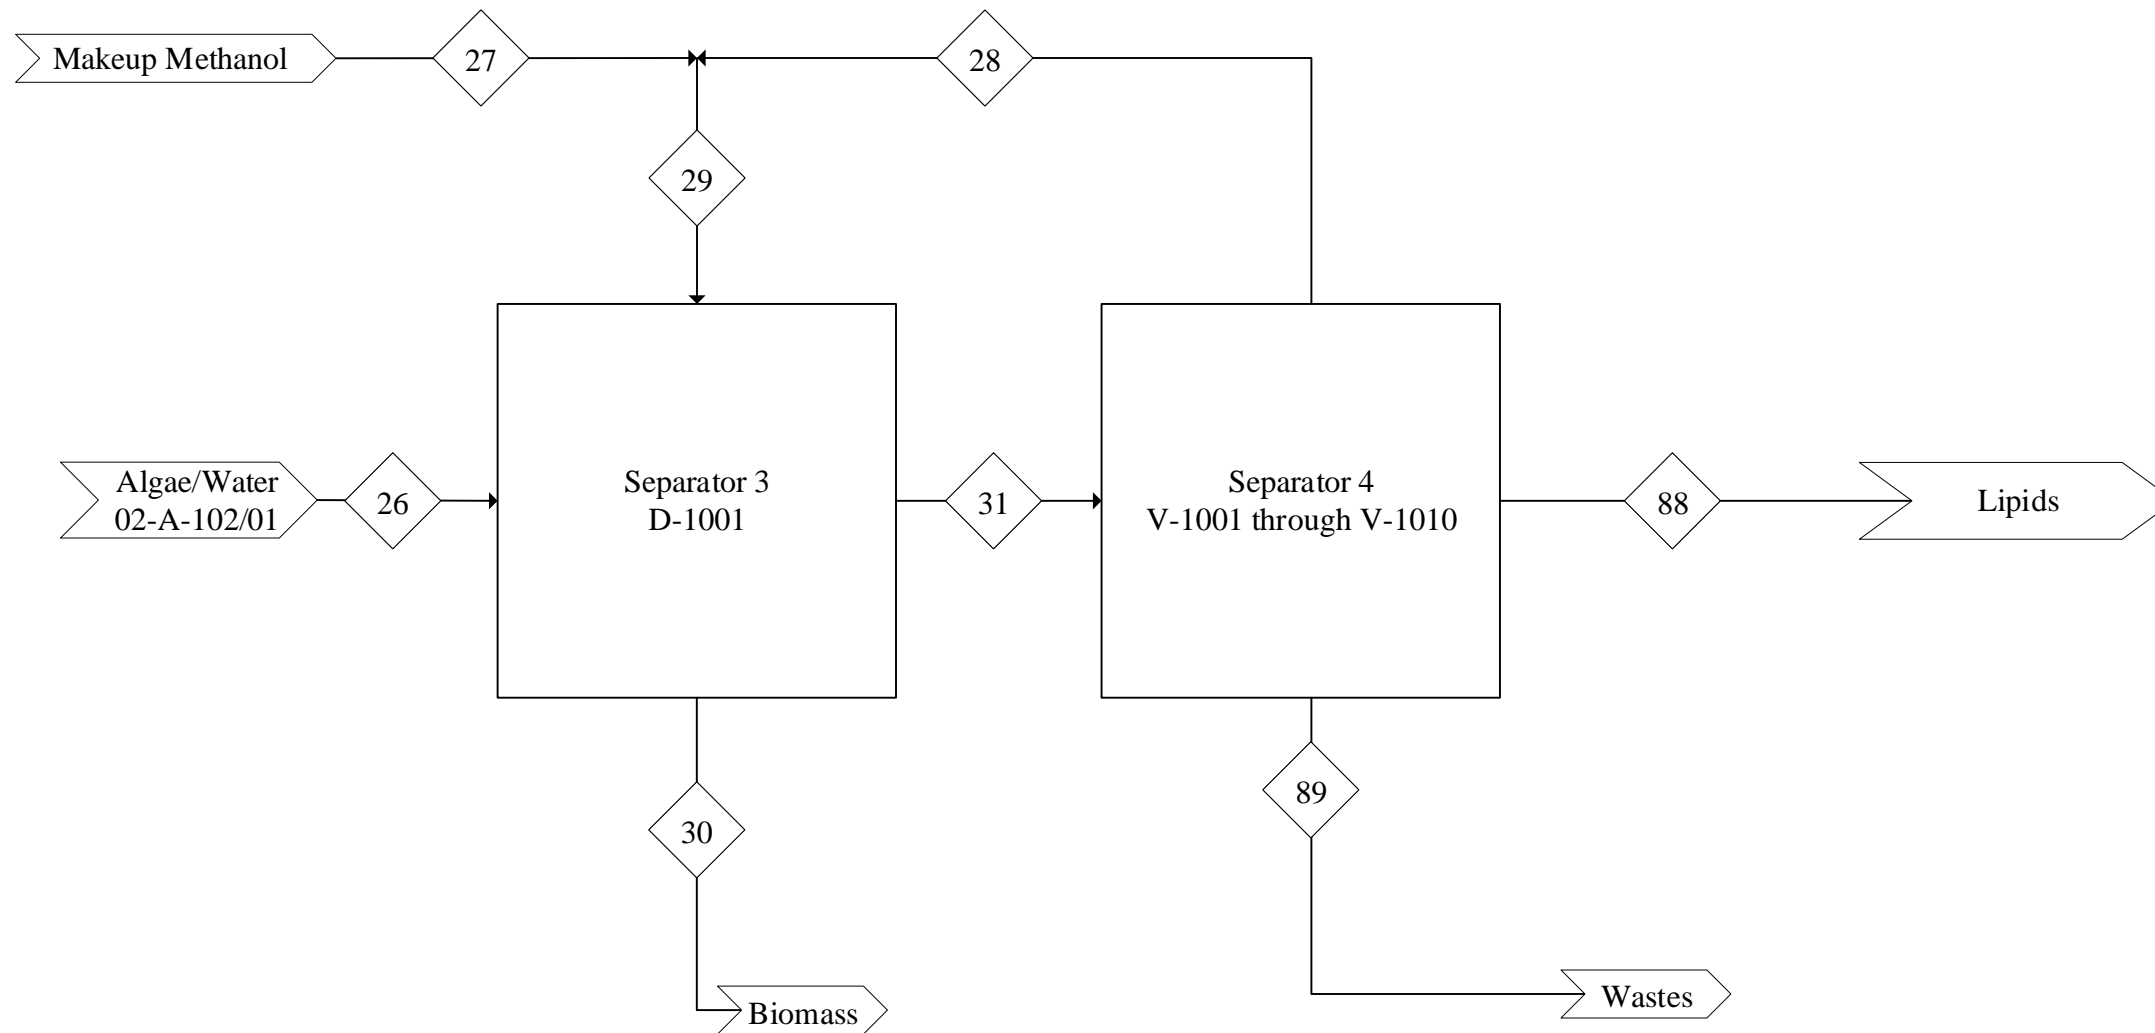 Makeup Methanol
27
28
29
Algae/Water
02-A-102/01
26
Separator 3
D-1001
31
Separator 4
V-1001 through V-1010
88
Lipids
30
89
Biomass
Wastes